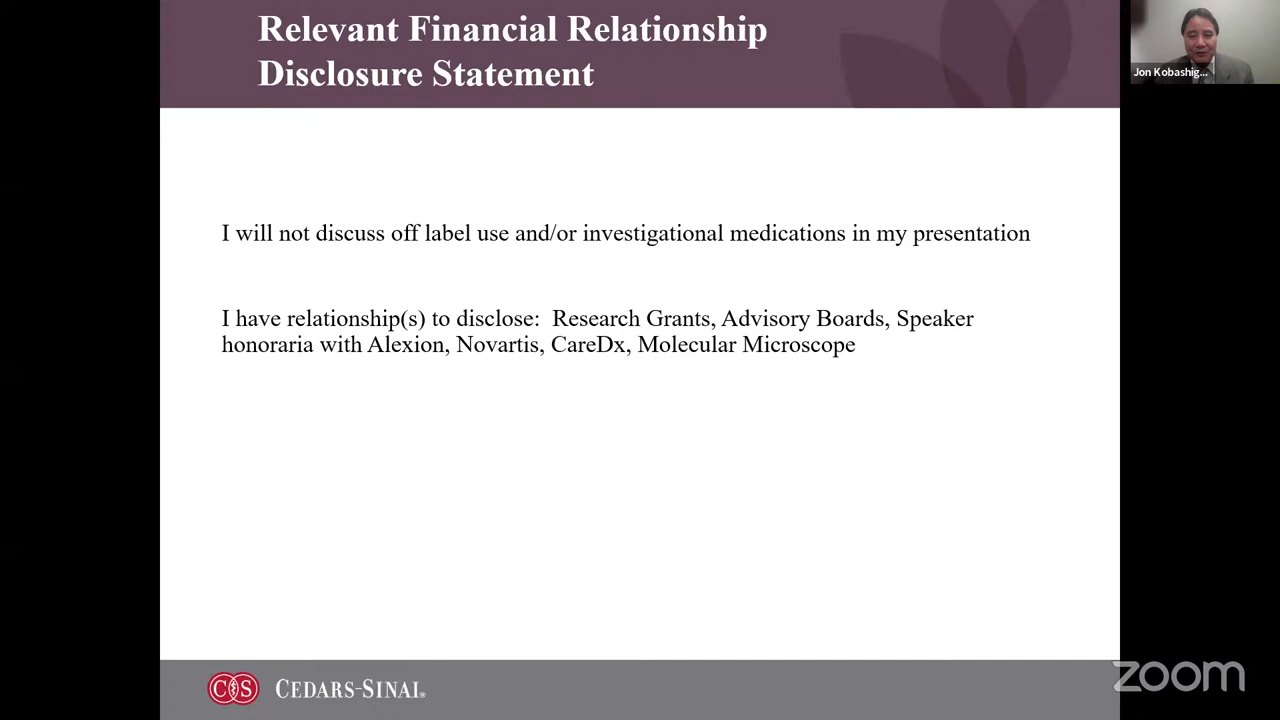 Relevant Financial Relationship
Disclosure Statement
Jon Kobashig...
I will not discuss off label use and/or investigational medications in my presentation
I have relationship(s) to disclose:  Research Grants, Advisory Boards, Speaker
honoraria with Alexion, Novartis, CareDx, Molecular Microscope
CS CEDARS-SINAI®
zoom